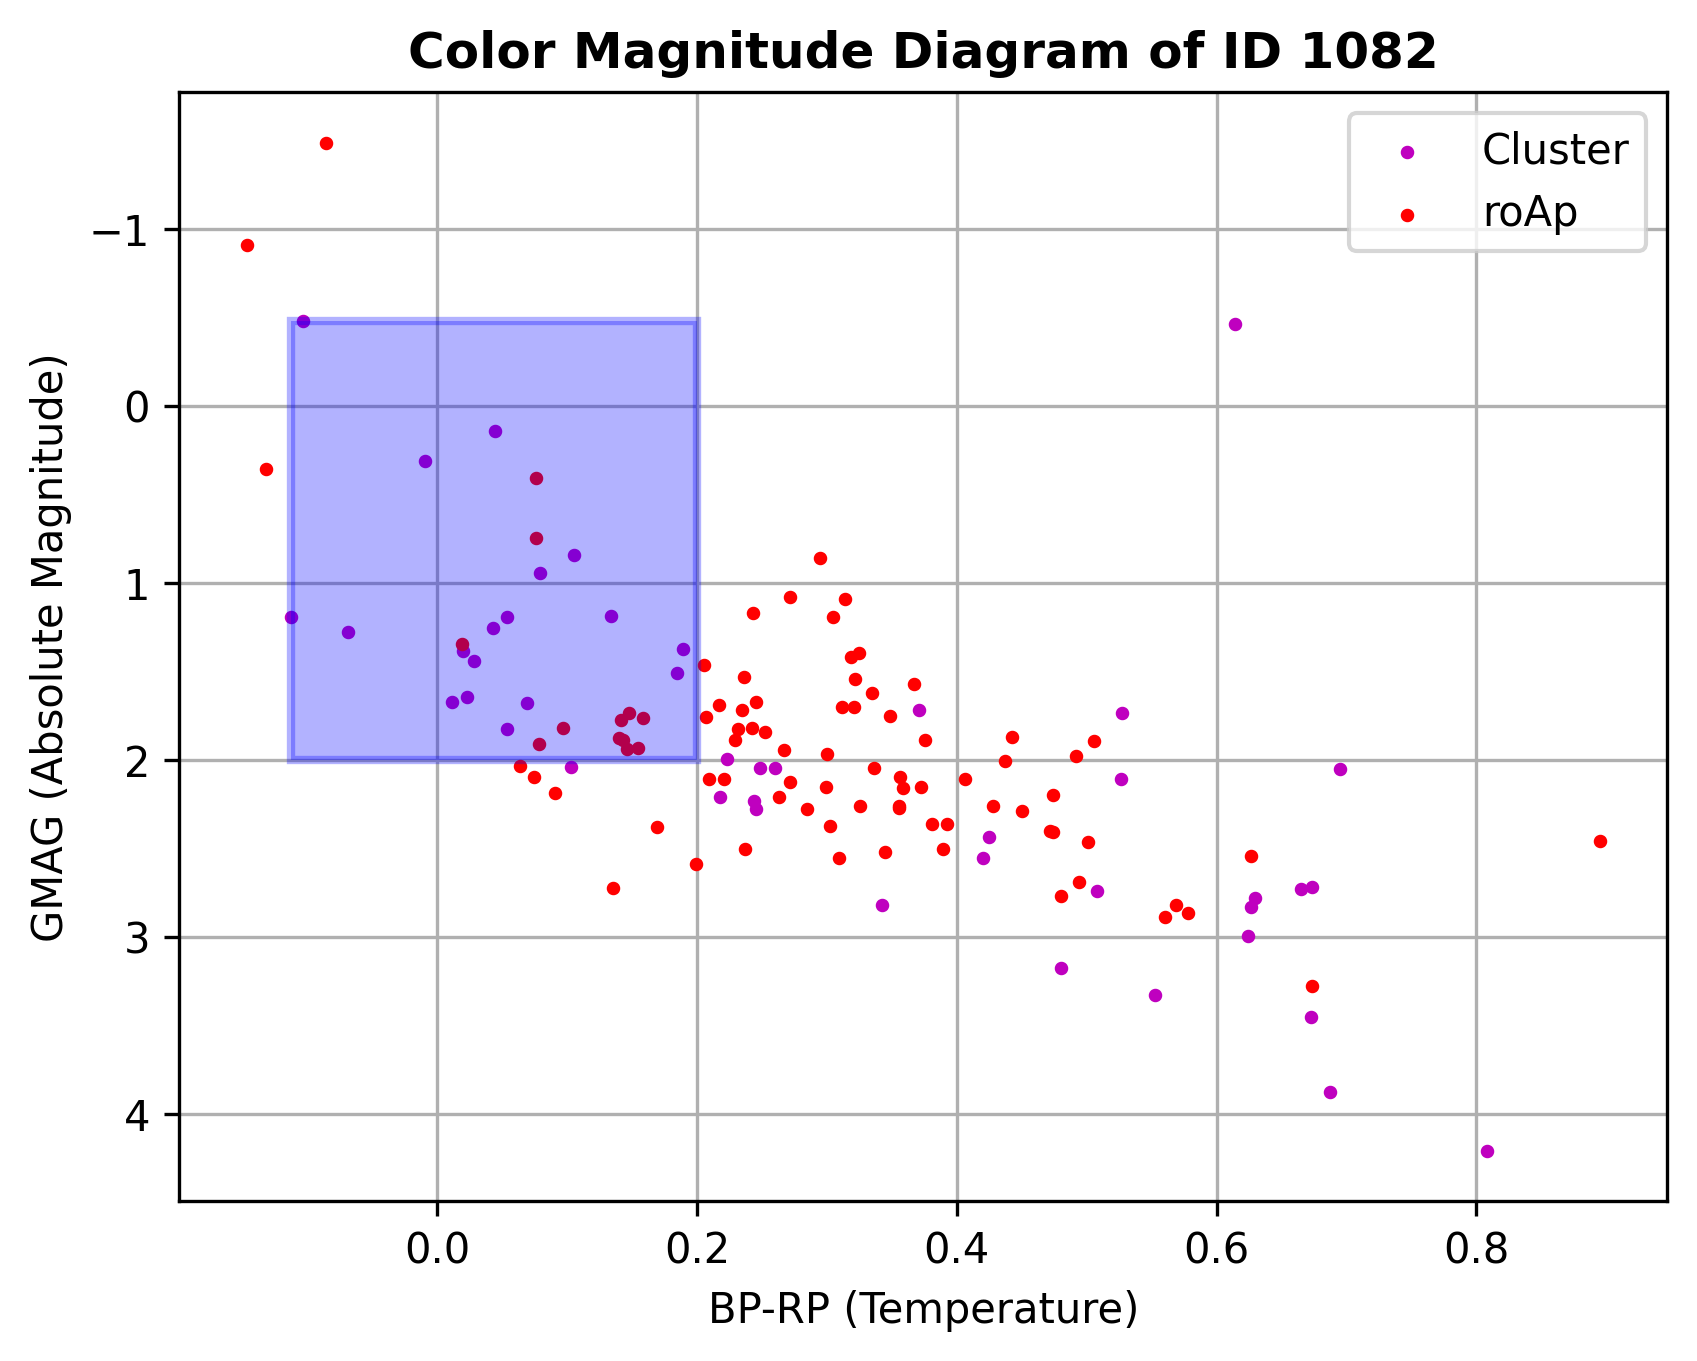 Color Magnitude Diagram of ID 1082
Cluster
roAp
GMAG (Absolute Magnitude)
−1
0
1
2
3
4
0.0 0.2 0.4 0.6 0.8
BP-RP (Temperature)